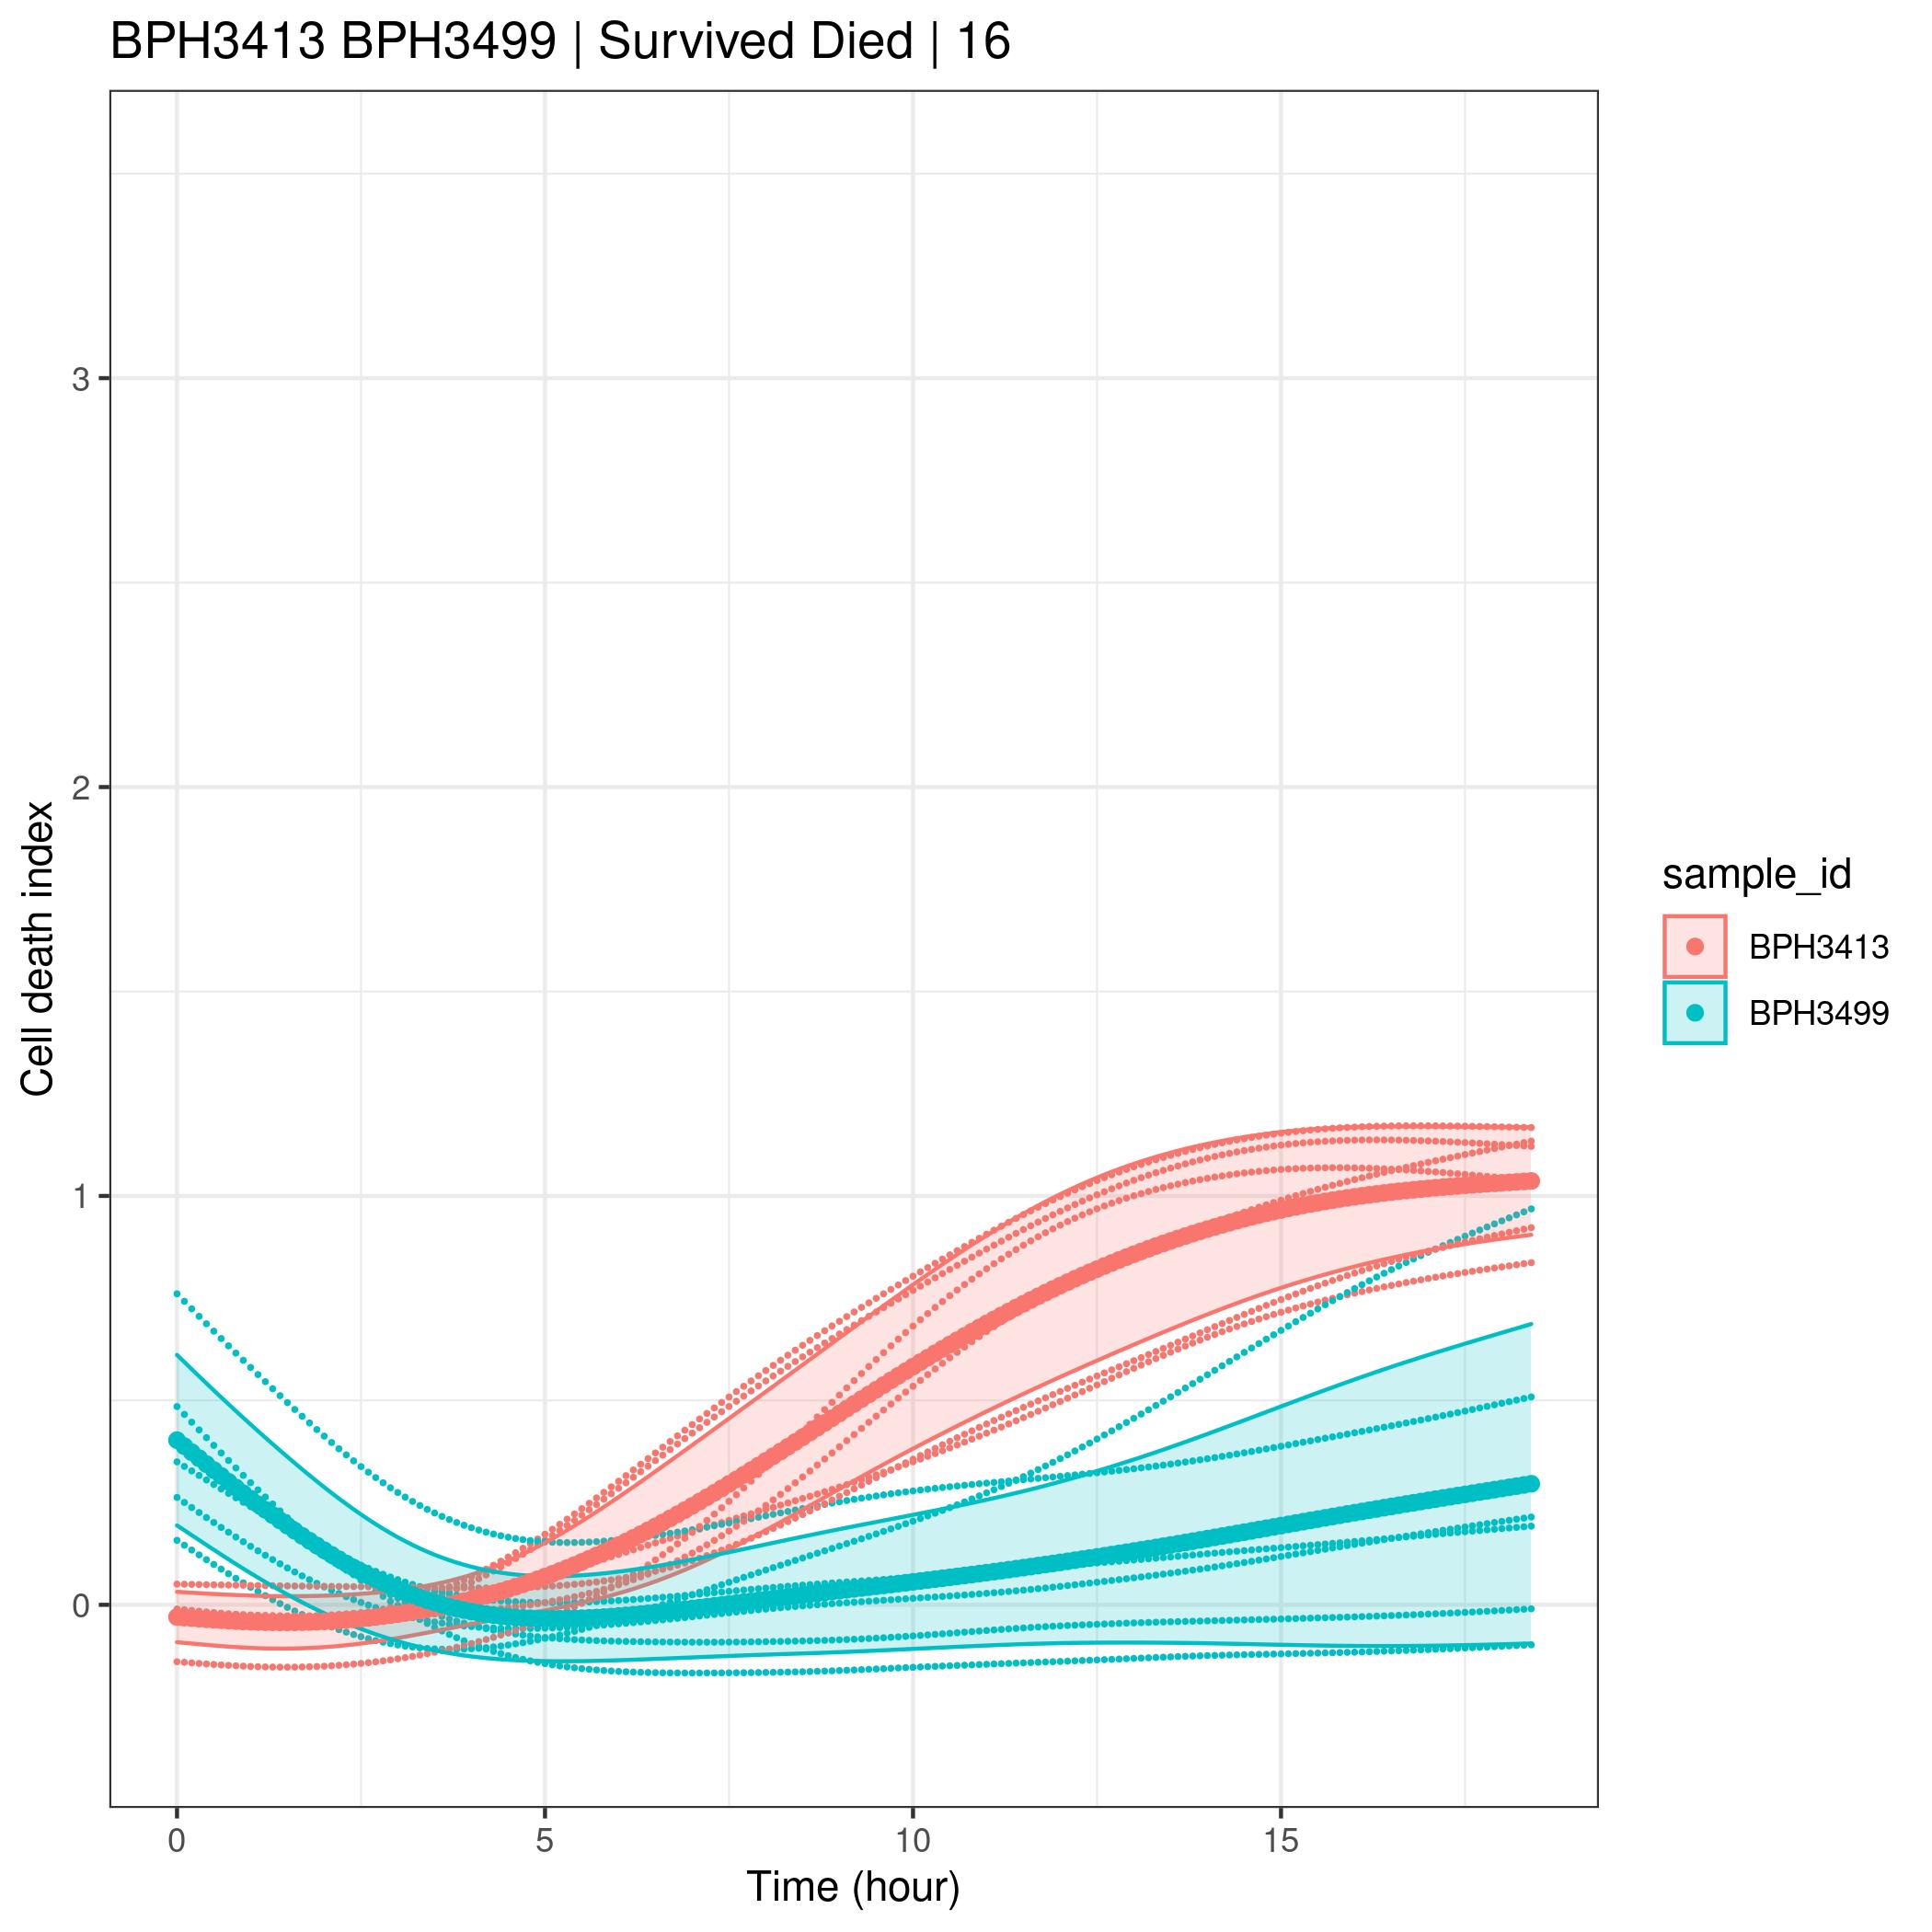 BPH3413 BPH3499 | Survived Died | 16
Cell death index
3
2
1
0
0 5 10 15
Time (hour)
sample_id
BPH3413
BPH3499